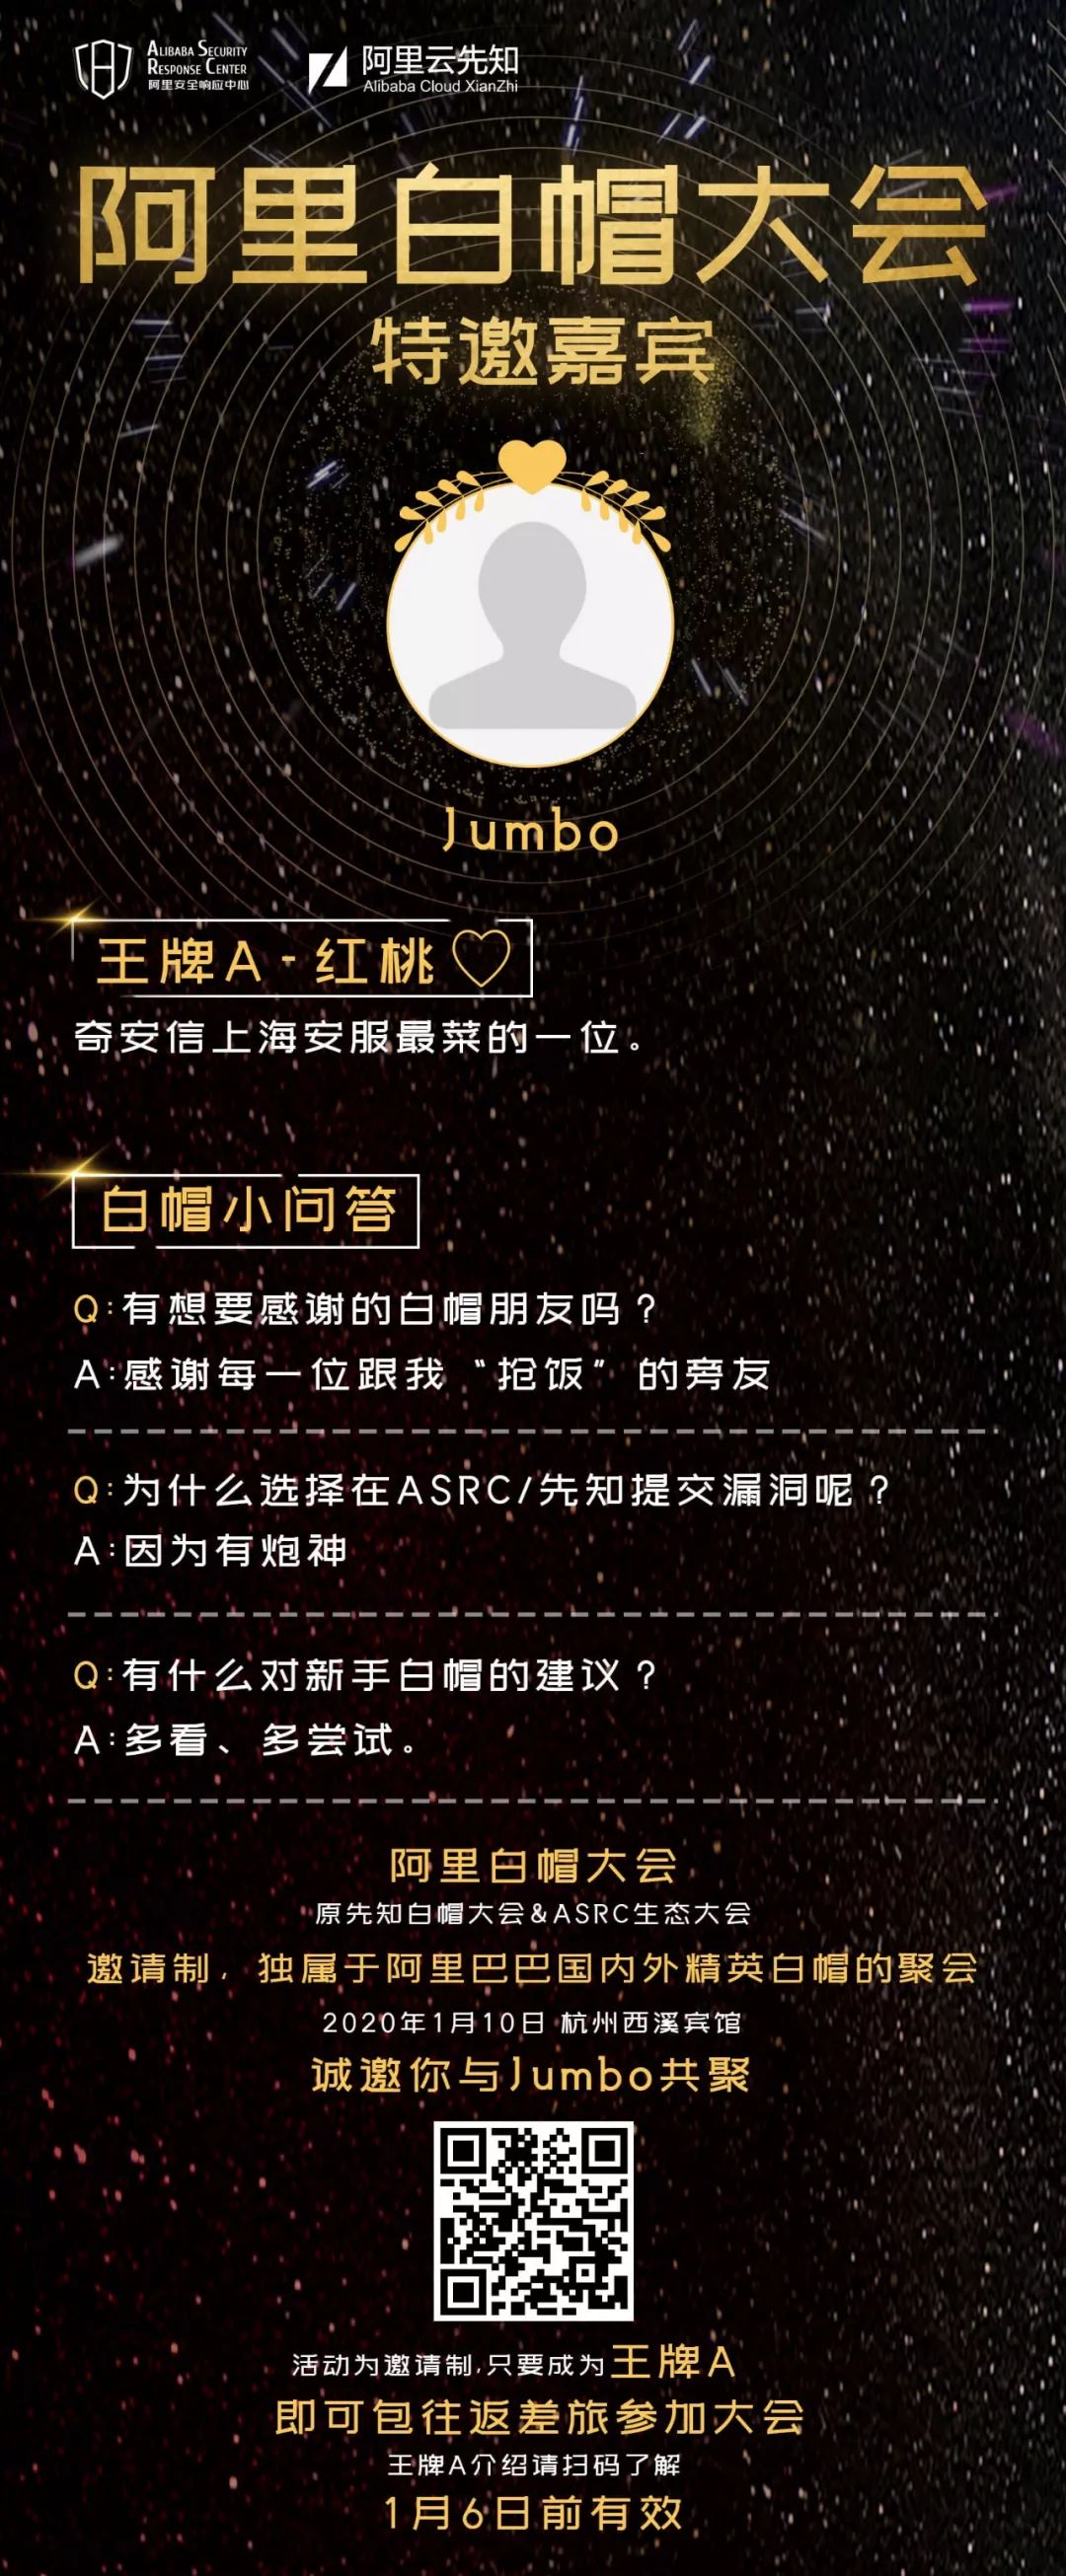 ALIBABA SECURITY
RESPONSE CENTER
阿里安全响应中心
阿里云先知
Alibaba Cloud XianZhi
阿里白帽大会
特邀嘉宾
Jumbo
王牌A-红桃♡
奇安信上海安服最菜的一位。
白帽小问答
Q:有想要感谢的白帽朋友吗？
A:感谢每一位跟我“抢饭”的旁友
Q:为什么选择在ASRC/先知提交漏洞呢？
A:因为有炮神
Q:有什么对新手白帽的建议？
A:多看、多尝试。
阿里白帽大会
原先知白帽大会&ASRC生态大会
邀请制，独属于阿里巴巴国内外精英白帽的聚会
2020年1月10日 杭州西溪宾馆
诚邀你与Jumbo共聚
活动为邀请制,只要成为王牌A
即可包往返差旅参加大会
王牌A介绍请扫码了解
1月6日前有效